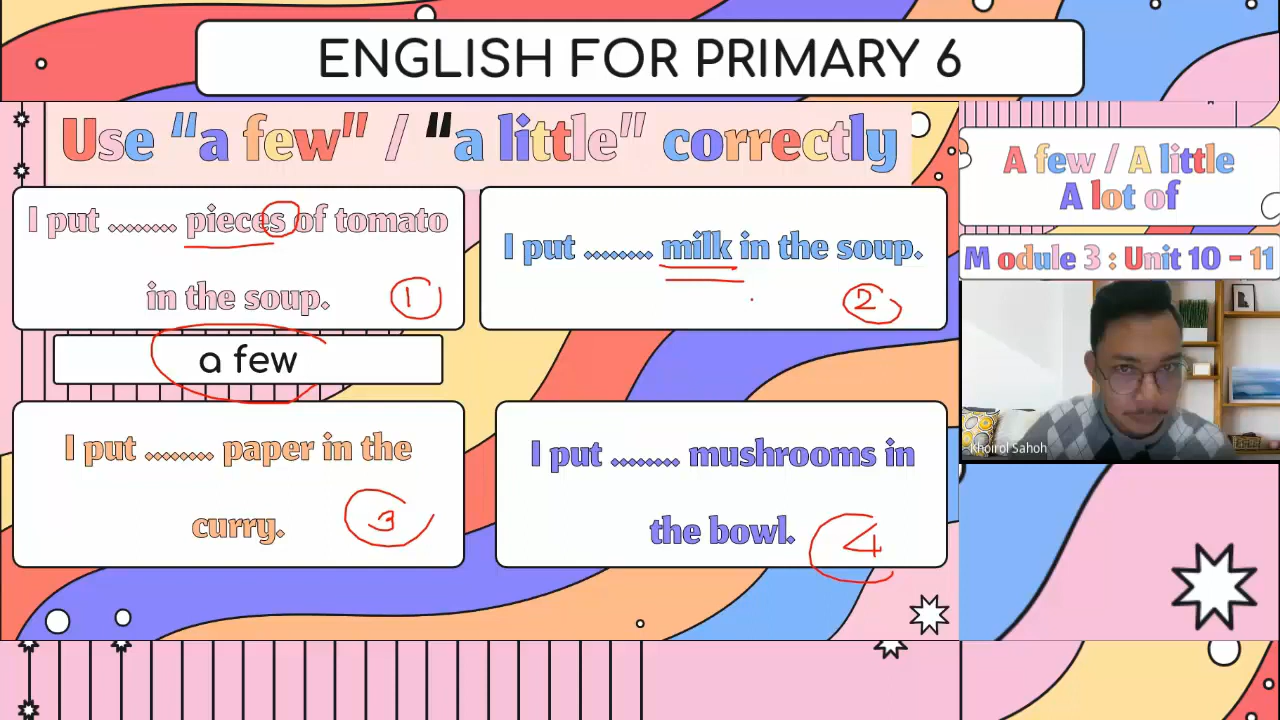 ENGLISH FOR PRIMARY 6
Use "a few" / "a little" correctly
I put ........ pieces of tomato
in the soup.
1
a few
I put ........ milk in the soup.
2
I put ........ paper in the
curry.
3
I put ........ mushrooms in
the bowl.
4
A few / A little
A lot of
Module 3 : Unit 10 - 11
Khoirol Sahoh